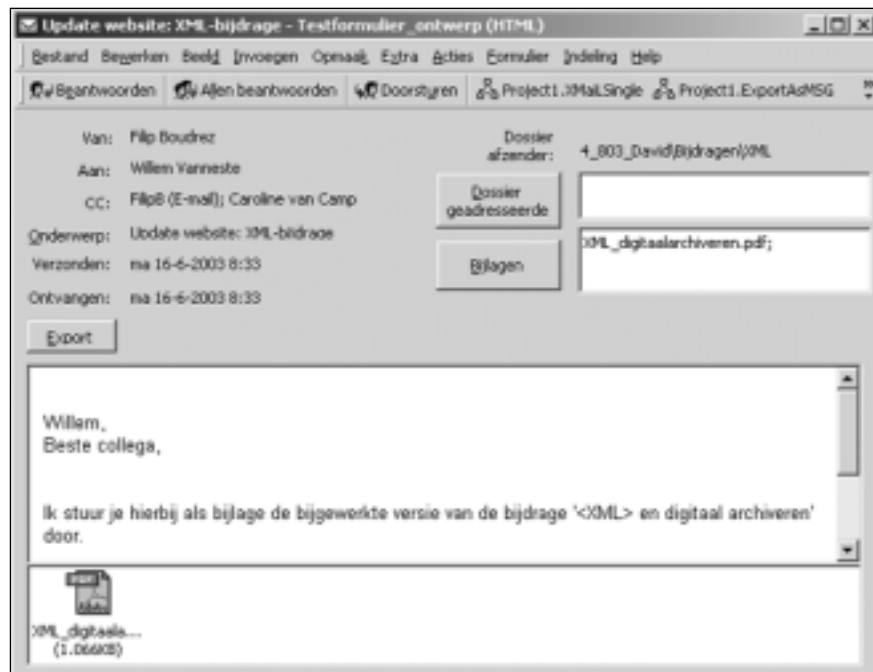 Update website: XML-bijdrage - Testformulier_ontwerp (HTML)
Bestand Bewerken Beeld Invoegen Opmaak Extra Acties Formulier Indeling Help
Beantwoorden Allen beantwoorden Doorsturen Project1.XMaiLSingle Project1.ExportAsMSG
Van: Filip Boudrez
Dossier afzender: 4_803_David\Bijdragen\XML
Aan: Willem Vanneste
CC: FilipB (E-mail); Caroline van Camp
Dossier geadresseerde
Onderwerp: Update website: XML-bijdrage
Verzonden: ma 16-6-2003 8:33
Bijlagen
XML_digitaalarchiveren.pdf;
Ontvangen: ma 16-6-2003 8:33
Export
Willem,
Beste collega,
Ik stuur je hierbij als bijlage de bijgewerkte versie van de bijdrage '<XML> en digitaal archiveren'
door.
XML_digitaala...
(1.066KB)